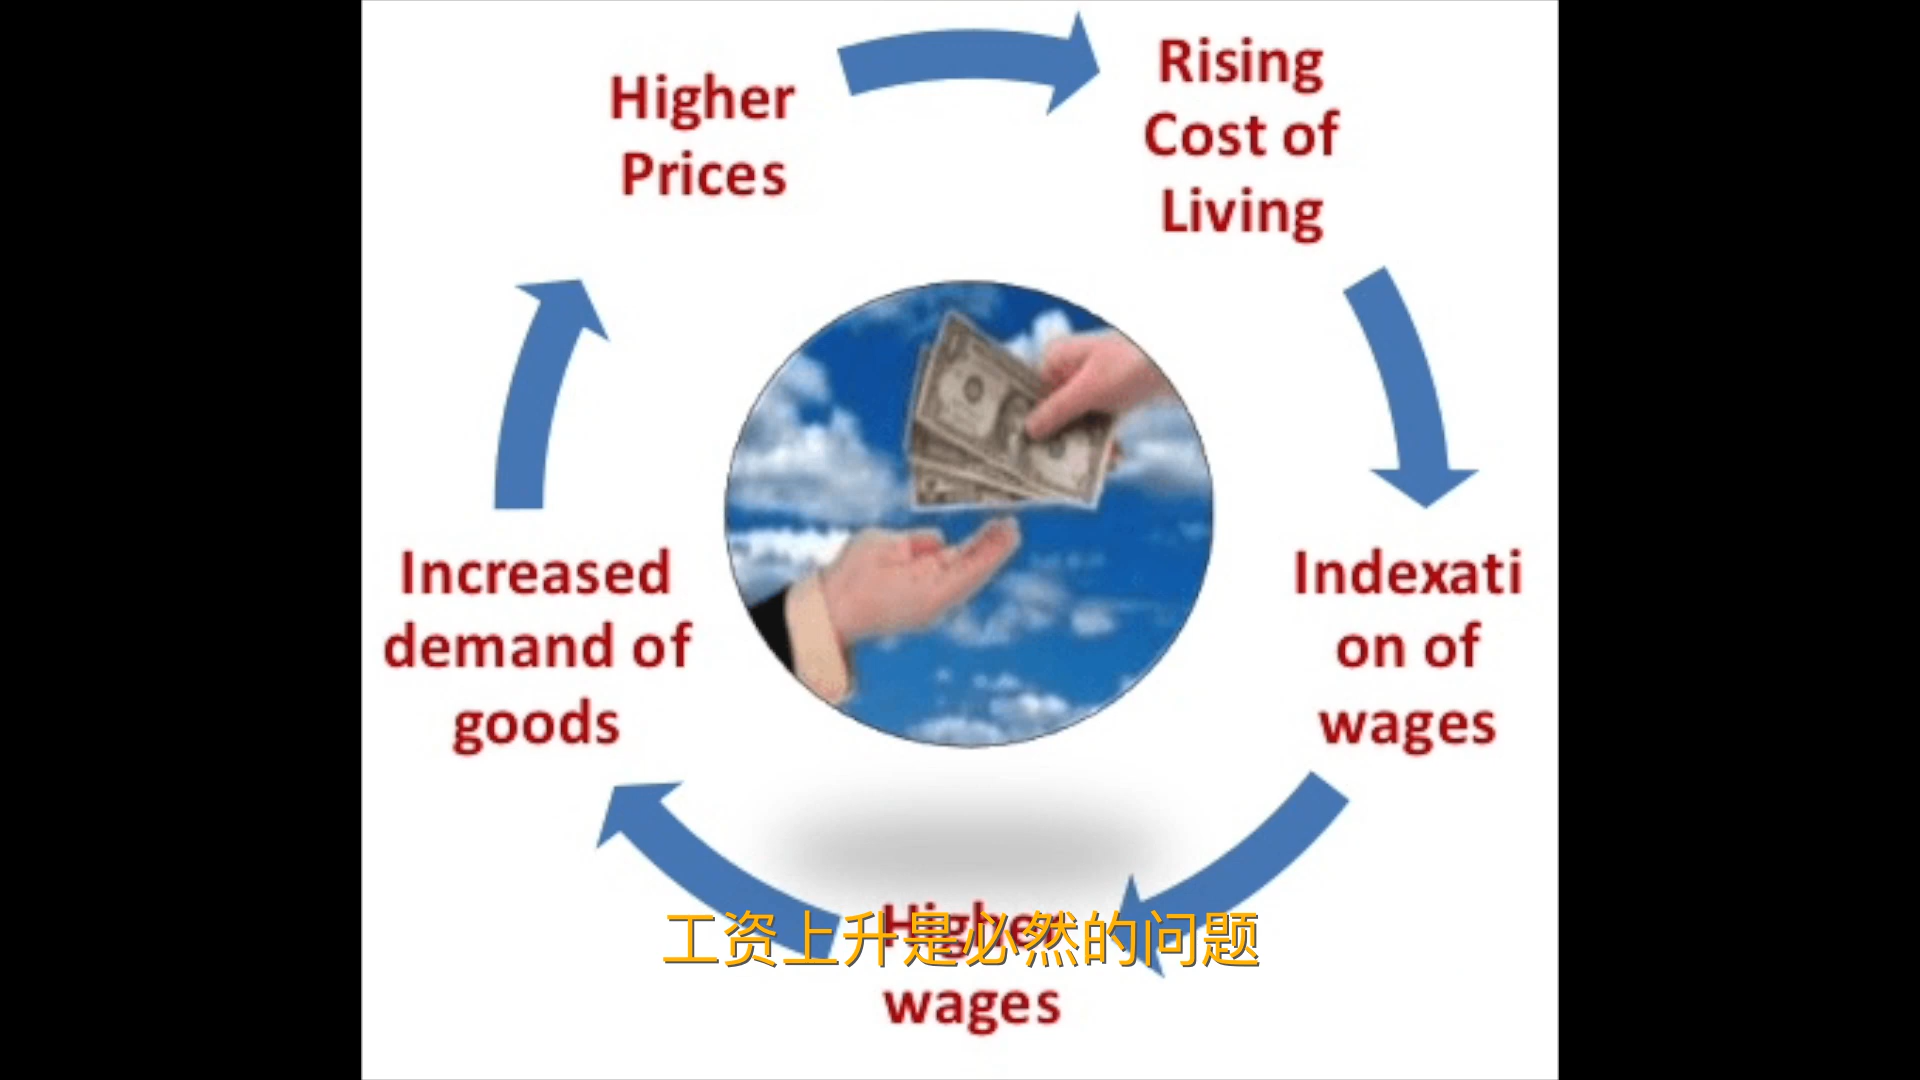 Higher
Prices
Rising
Cost of
Living
Indexati
on of
wages
Higher
wages
Increased
demand of
goods
工资上升是必然的问题